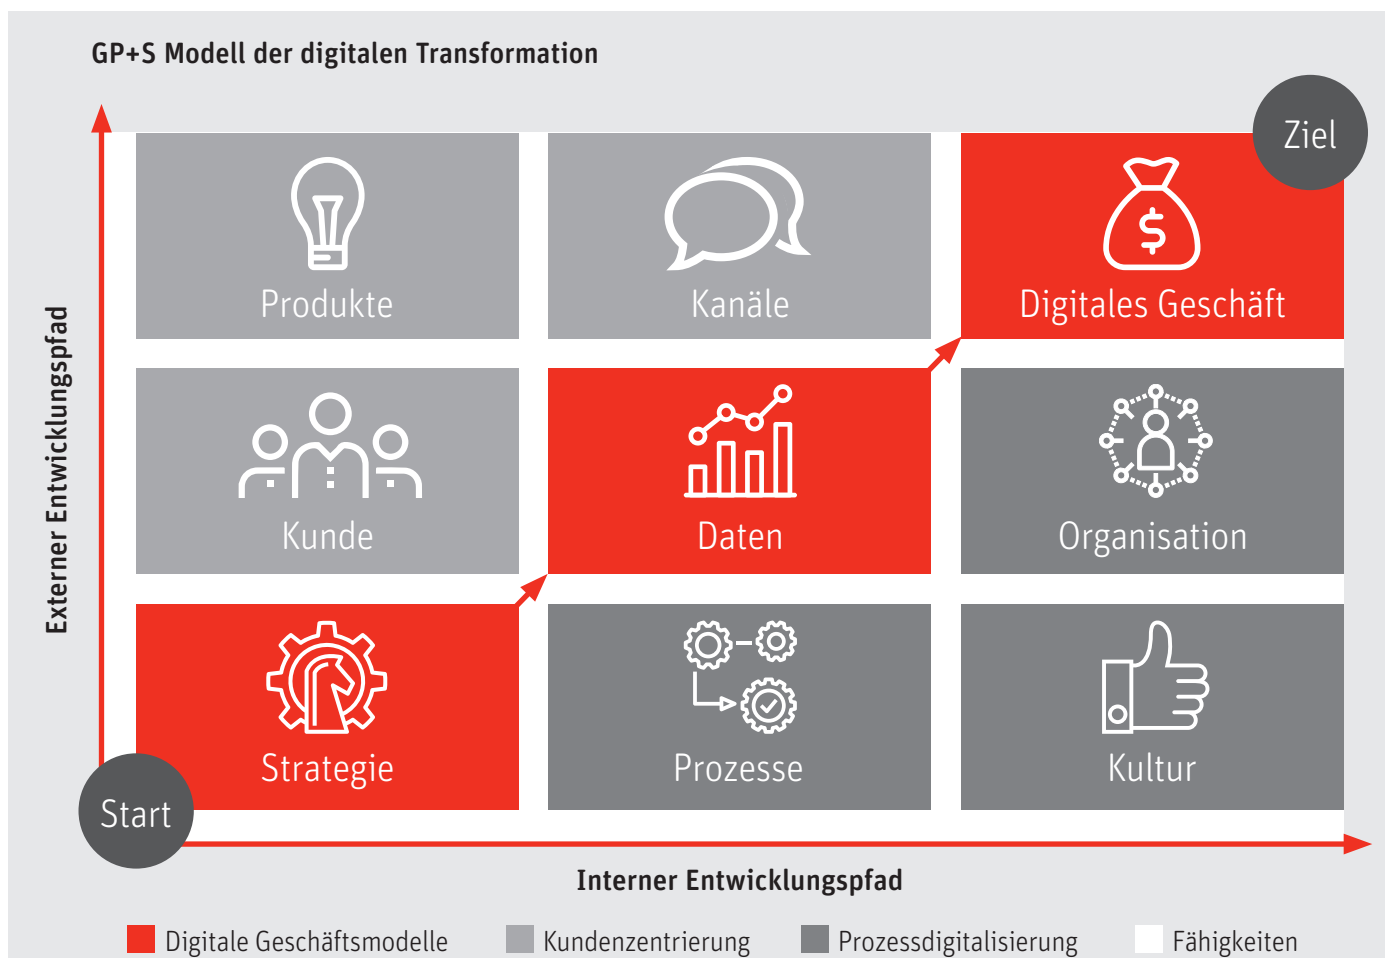 GP+S Modell der digitalen Transformation
Ziel
Produkte
Kanäle
Digitales Geschäft
$
Externer Entwicklungspfad
Kunde
Daten
Organisation
Strategie
Prozesse
Kultur
Start
Interner Entwicklungspfad
Digitale Geschäftsmodelle
Kundenzentrierung
Prozessdigitalisierung
Fähigkeiten